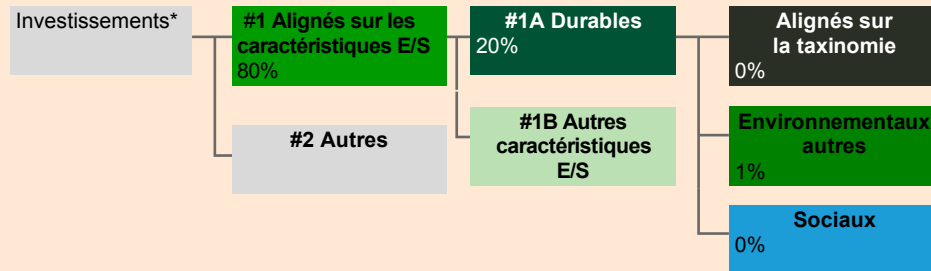 Investissements*
#1 Alignés sur les
caractéristiques E/S
80%
#2 Autres
#1A Durables
20%
#1B Autres
caractéristiques
E/S
Alignés sur
la taxinomie
0%
Environnementaux
autres
1%
Sociaux
0%